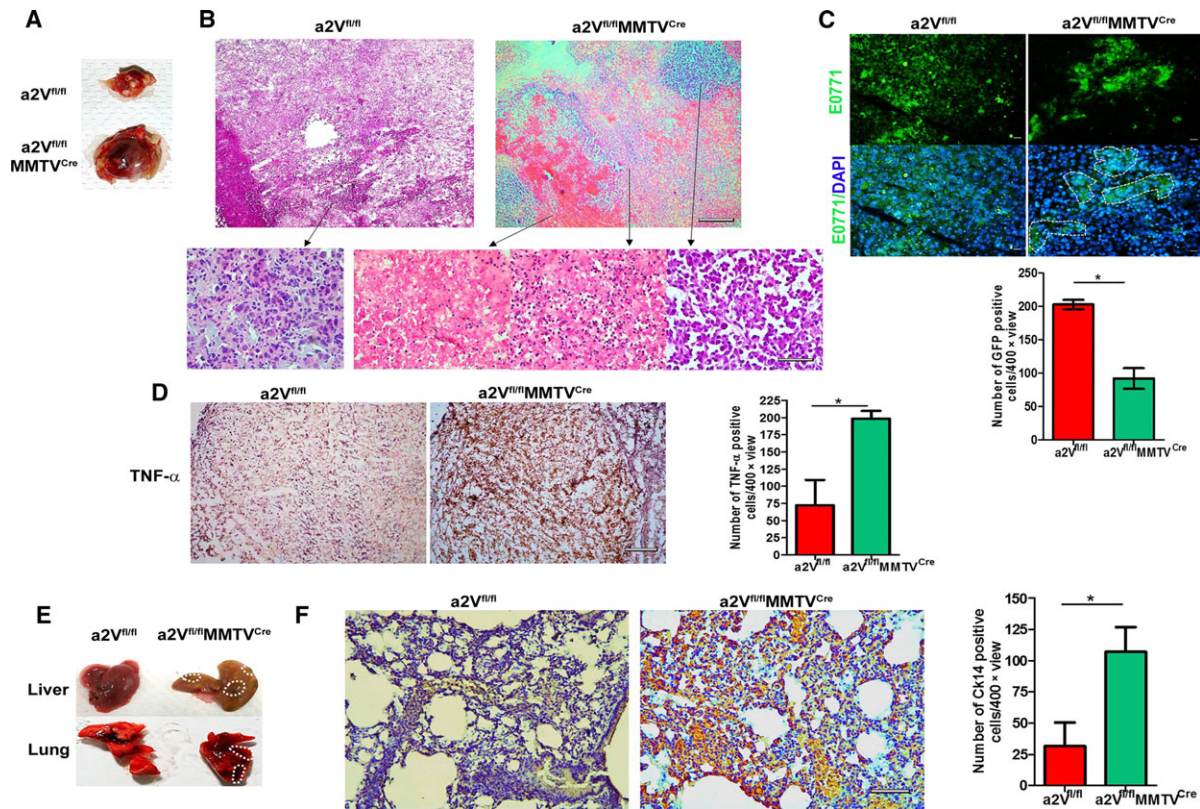 A
a2V^fl/fl
a2V^fl/fl
MMTV^Cre
B
a2V^fl/fl
a2V^fl/fl MMTV^Cre
C
a2V^fl/fl
a2V^fl/fl MMTV^Cre
E0771
E0771/DAPI
Number of GFP positive
cells/400 × view
200
150
100
50
0
a2V^fl/fl
a2V^fl/fl MMTV^Cre
*
D
a2V^fl/fl
a2V^fl/fl MMTV^Cre
TNF-α
Number of TNF-α positive
cells/400 × view
225
200
175
75
50
25
0
a2V^fl/fl
a2V^fl/fl MMTV^Cre
*
E
a2V^fl/fl
a2V^fl/fl MMTV^Cre
Liver
Lung
F
a2V^fl/fl
a2V^fl/fl MMTV^Cre
Number of Ck14 positive
cells/400 × view
150
125
100
75
50
25
a2V^fl/fl
a2V^fl/fl MMTV^Cre
*